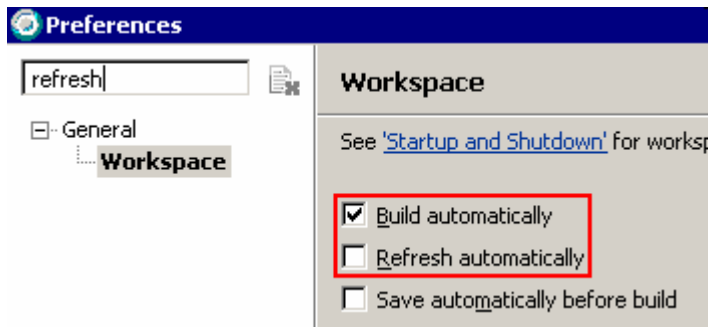 Preferences
refresh
General
Workspace
Workspace
See 'Startup and Shutdown' for worksp
Build automatically
Refresh automatically
Save automatically before build